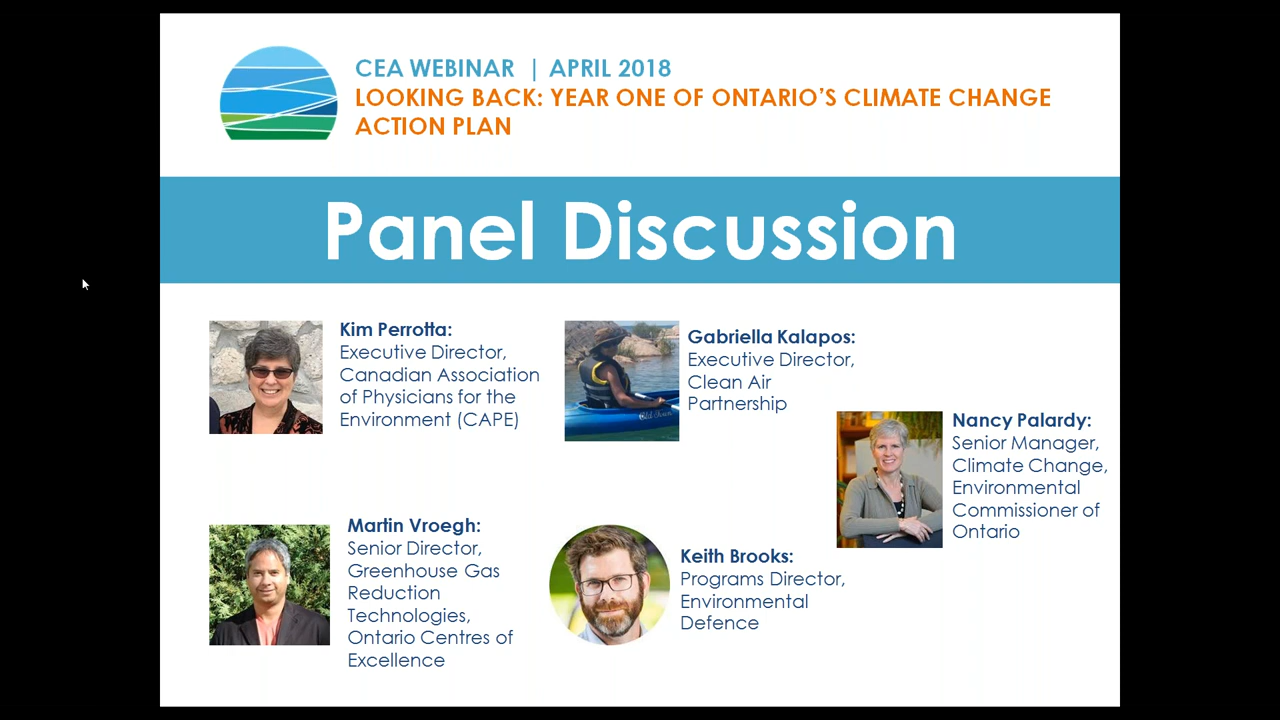 CEA WEBINAR | APRIL 2018
LOOKING BACK: YEAR ONE OF ONTARIO'S CLIMATE CHANGE
ACTION PLAN
Panel Discussion
Kim Perrotta:
Executive Director,
Canadian Association
of Physicians for the
Environment (CAPE)
Gabriella Kalapos:
Executive Director,
Clean Air
Partnership
Nancy Palardy:
Senior Manager,
Climate Change,
Environmental
Commissioner of
Ontario
Martin Vroegh:
Senior Director,
Greenhouse Gas
Reduction
Technologies,
Ontario Centres of
Excellence
Keith Brooks:
Programs Director,
Environmental
Defence